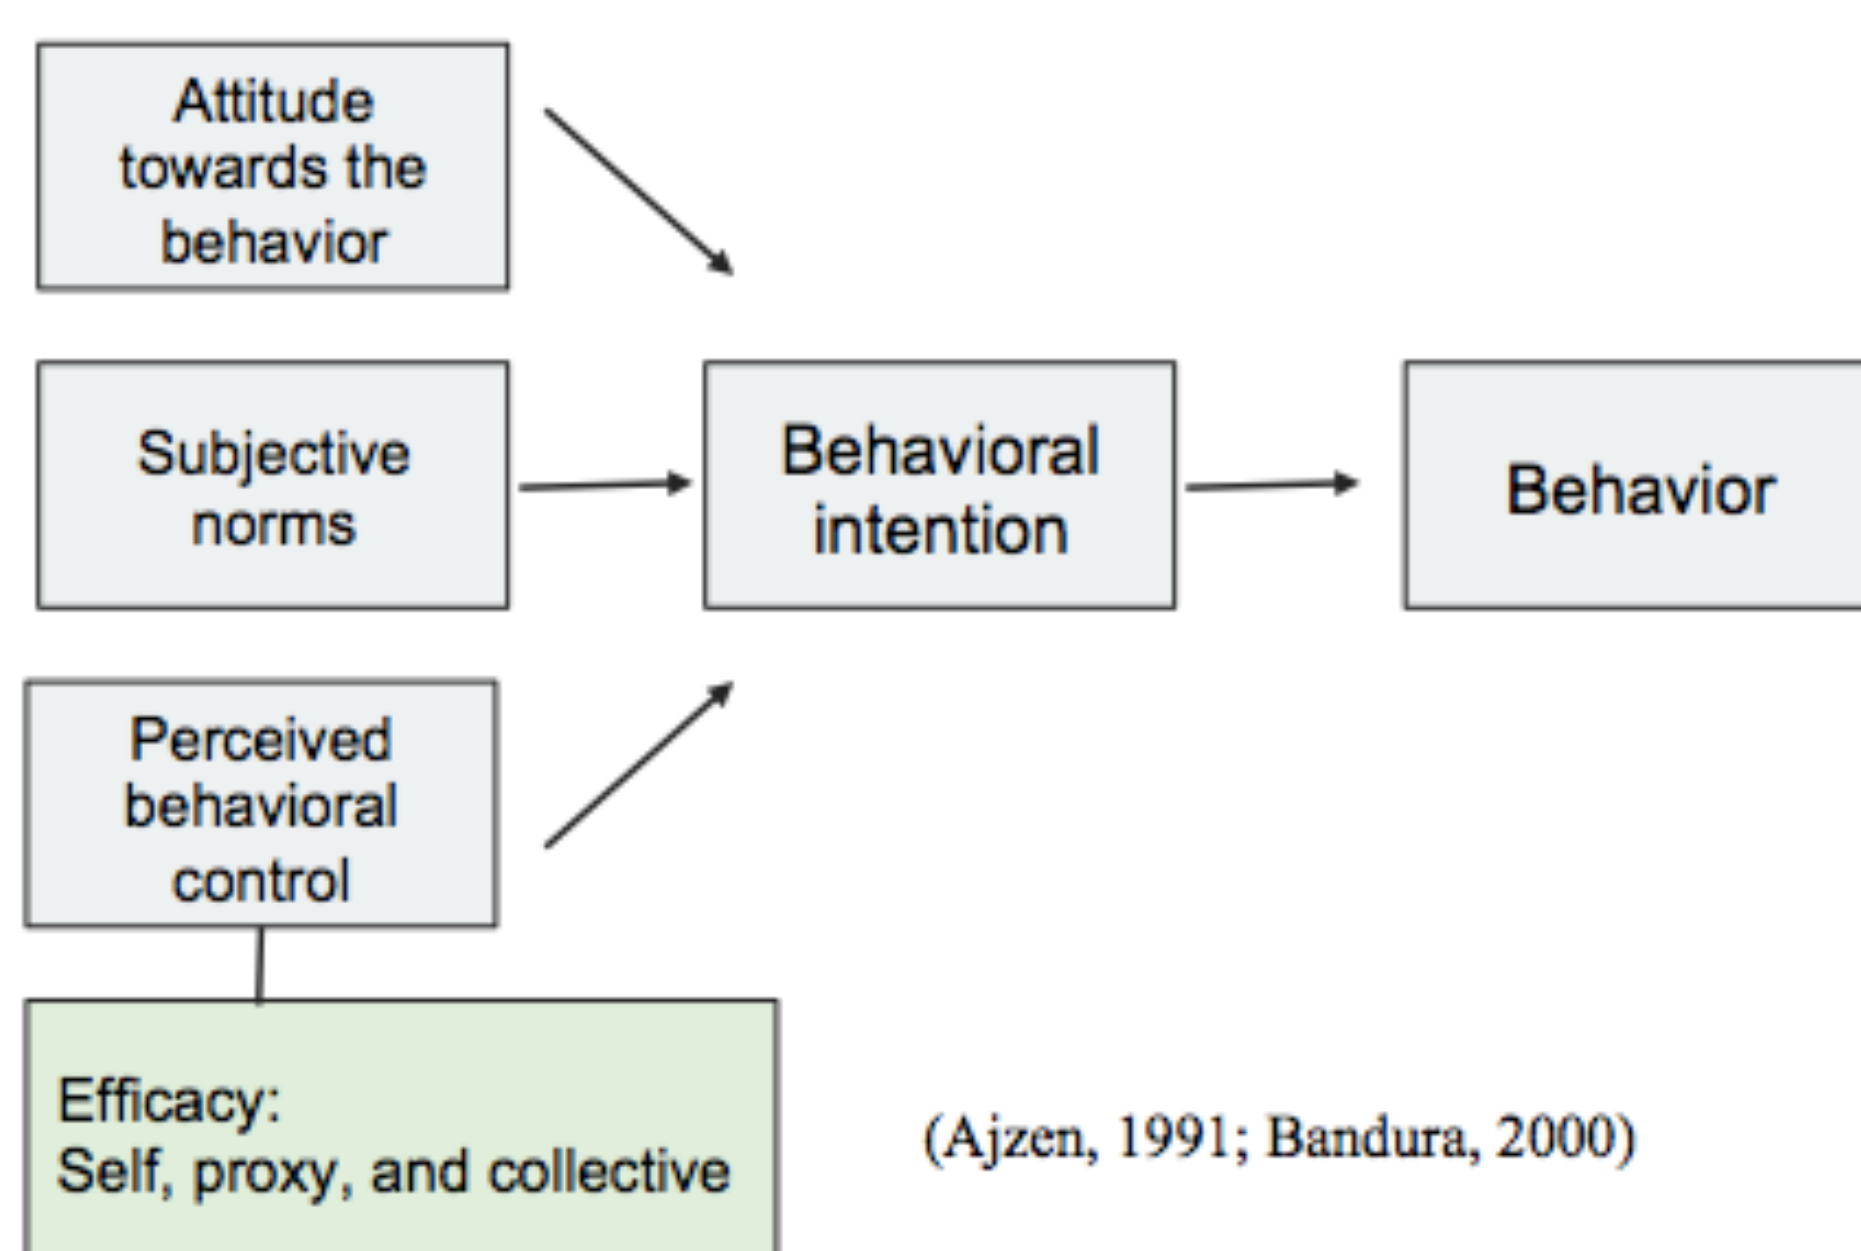 Attitude
towards the
behavior
Subjective
norms
Behavioral
intention
Behavior
Perceived
behavioral
control
Efficacy:
Self, proxy, and collective
(Ajzen, 1991; Bandura, 2000)